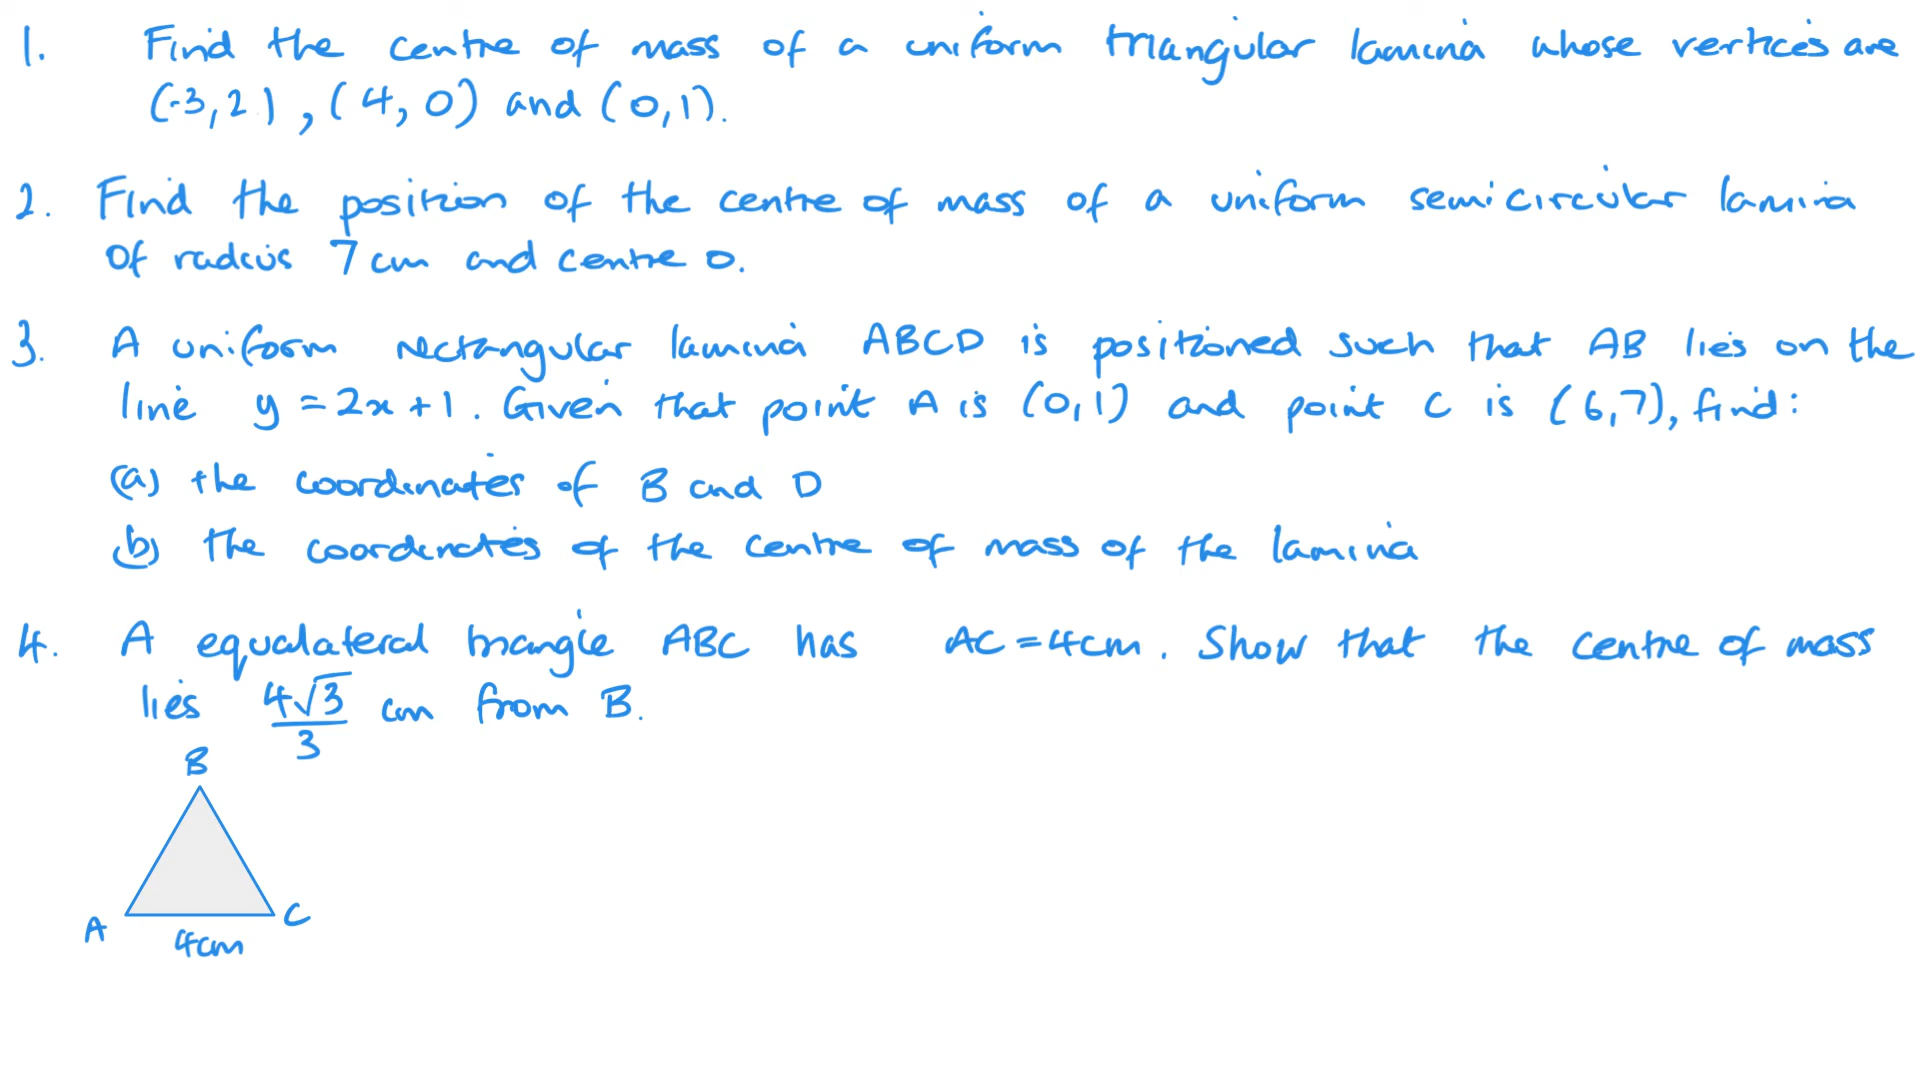 1. Find the centre of mass of a uniform triangular lamina whose vertices are
(-3,2), (4,0) and (0,1).
2. Find the position of the centre of mass of a uniform semicircular lamina
of radius 7cm and centre O.
3. A uniform rectangular lamina ABCD is positioned such that AB lies on the
line y = 2x + 1. Given that point A is (0,1) and point C is (6,7), find:
(a) the coordinates of B and D
(b) the coordinates of the centre of mass of the lamina
4. A equalateral triangle ABC has AC = 4cm. Show that the centre of mass
lies 4√3/3 cm from B.
B
A
C
4cm